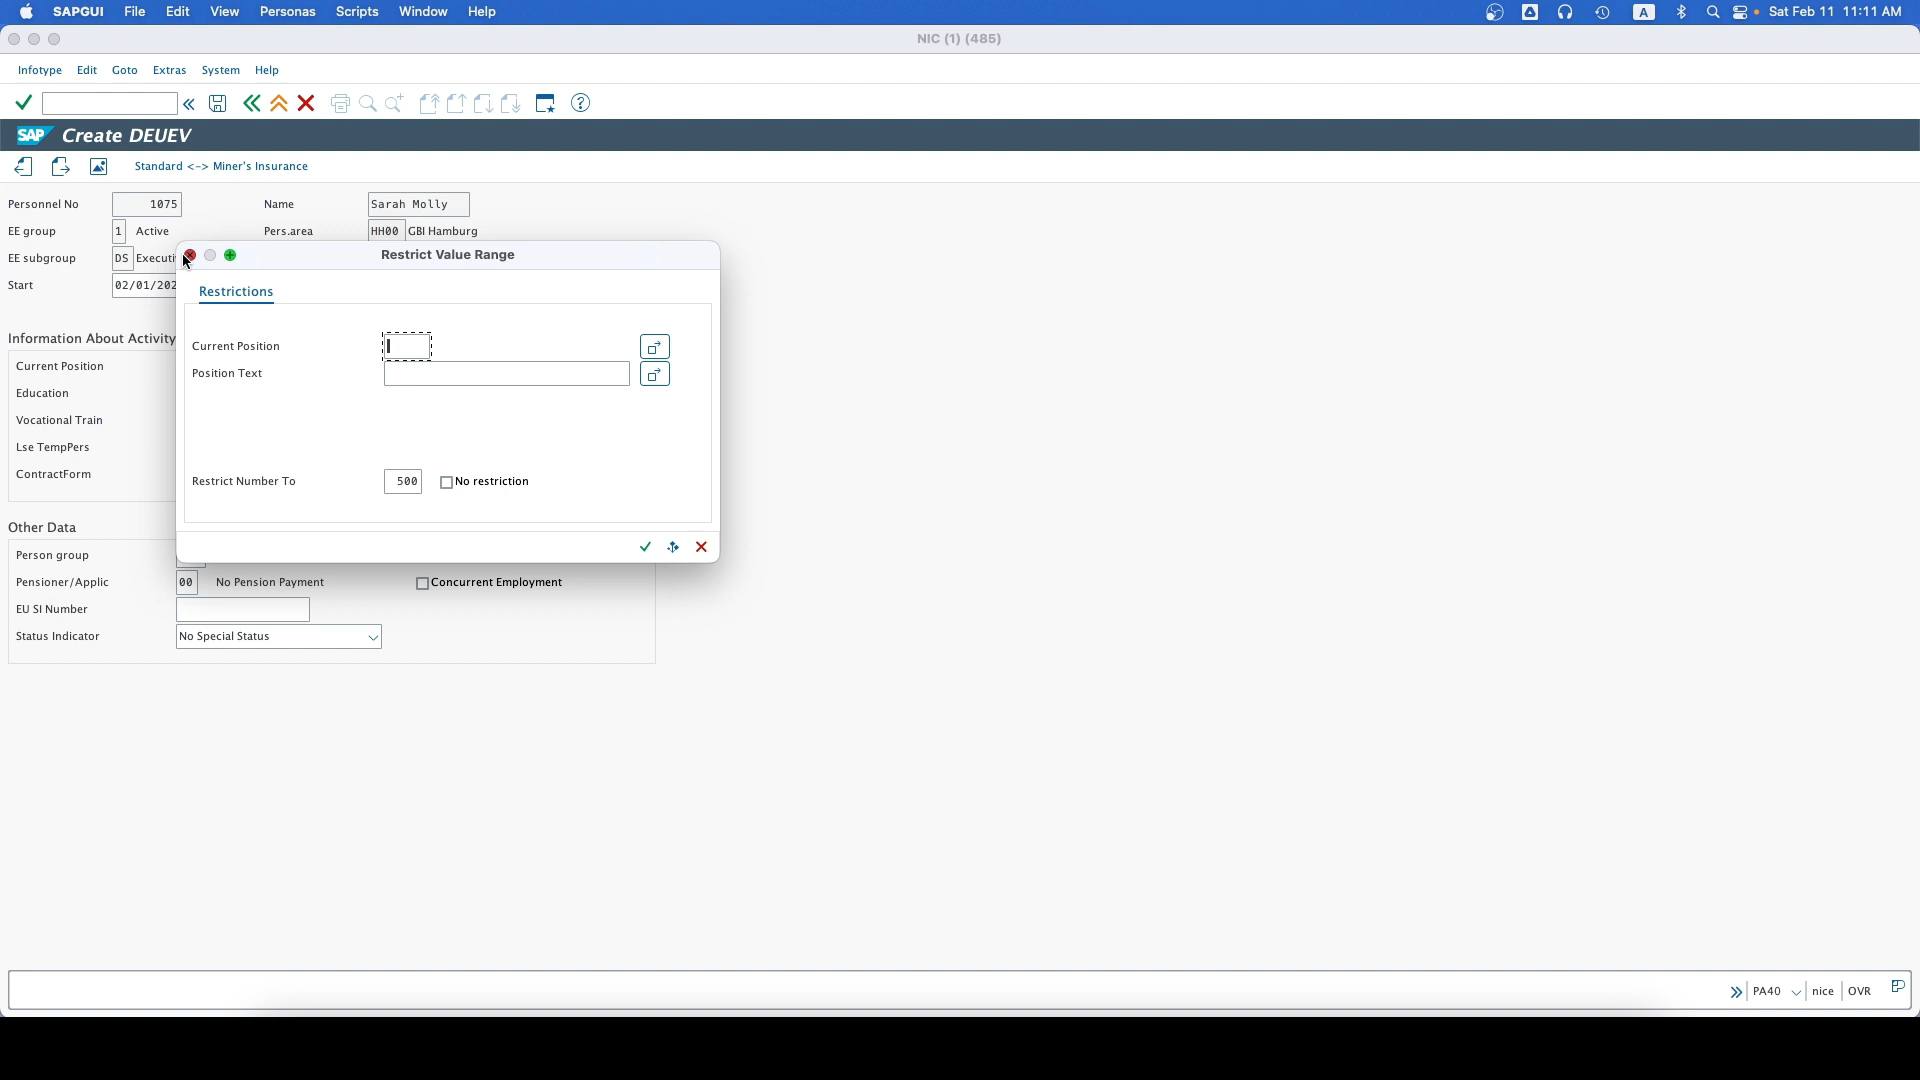 SAPGUI File Edit View Personas Scripts Window Help A Sat Feb 11 11:11 AM
NIC (1) (485)
Infotype Edit Goto Extras System Help
SAP Create DEUEV
Standard <-> Miner's Insurance
Personnel No 1075 Name Sarah Molly
EE group 1 Active Pers.area HH00 GBI Hamburg
EE subgroup DS
Start
Restrict Value Range
Restrictions
Current Position
Position Text
Restrict Number To 500 No restriction
Information About Activity
Current Position
Education
Vocational Train
Lse TempPers
ContractForm
Other Data
Person group
Pensioner/Applic 00 No Pension Payment Concurrent Employment
EU SI Number
Status Indicator No Special Status
PA40 nice OVR